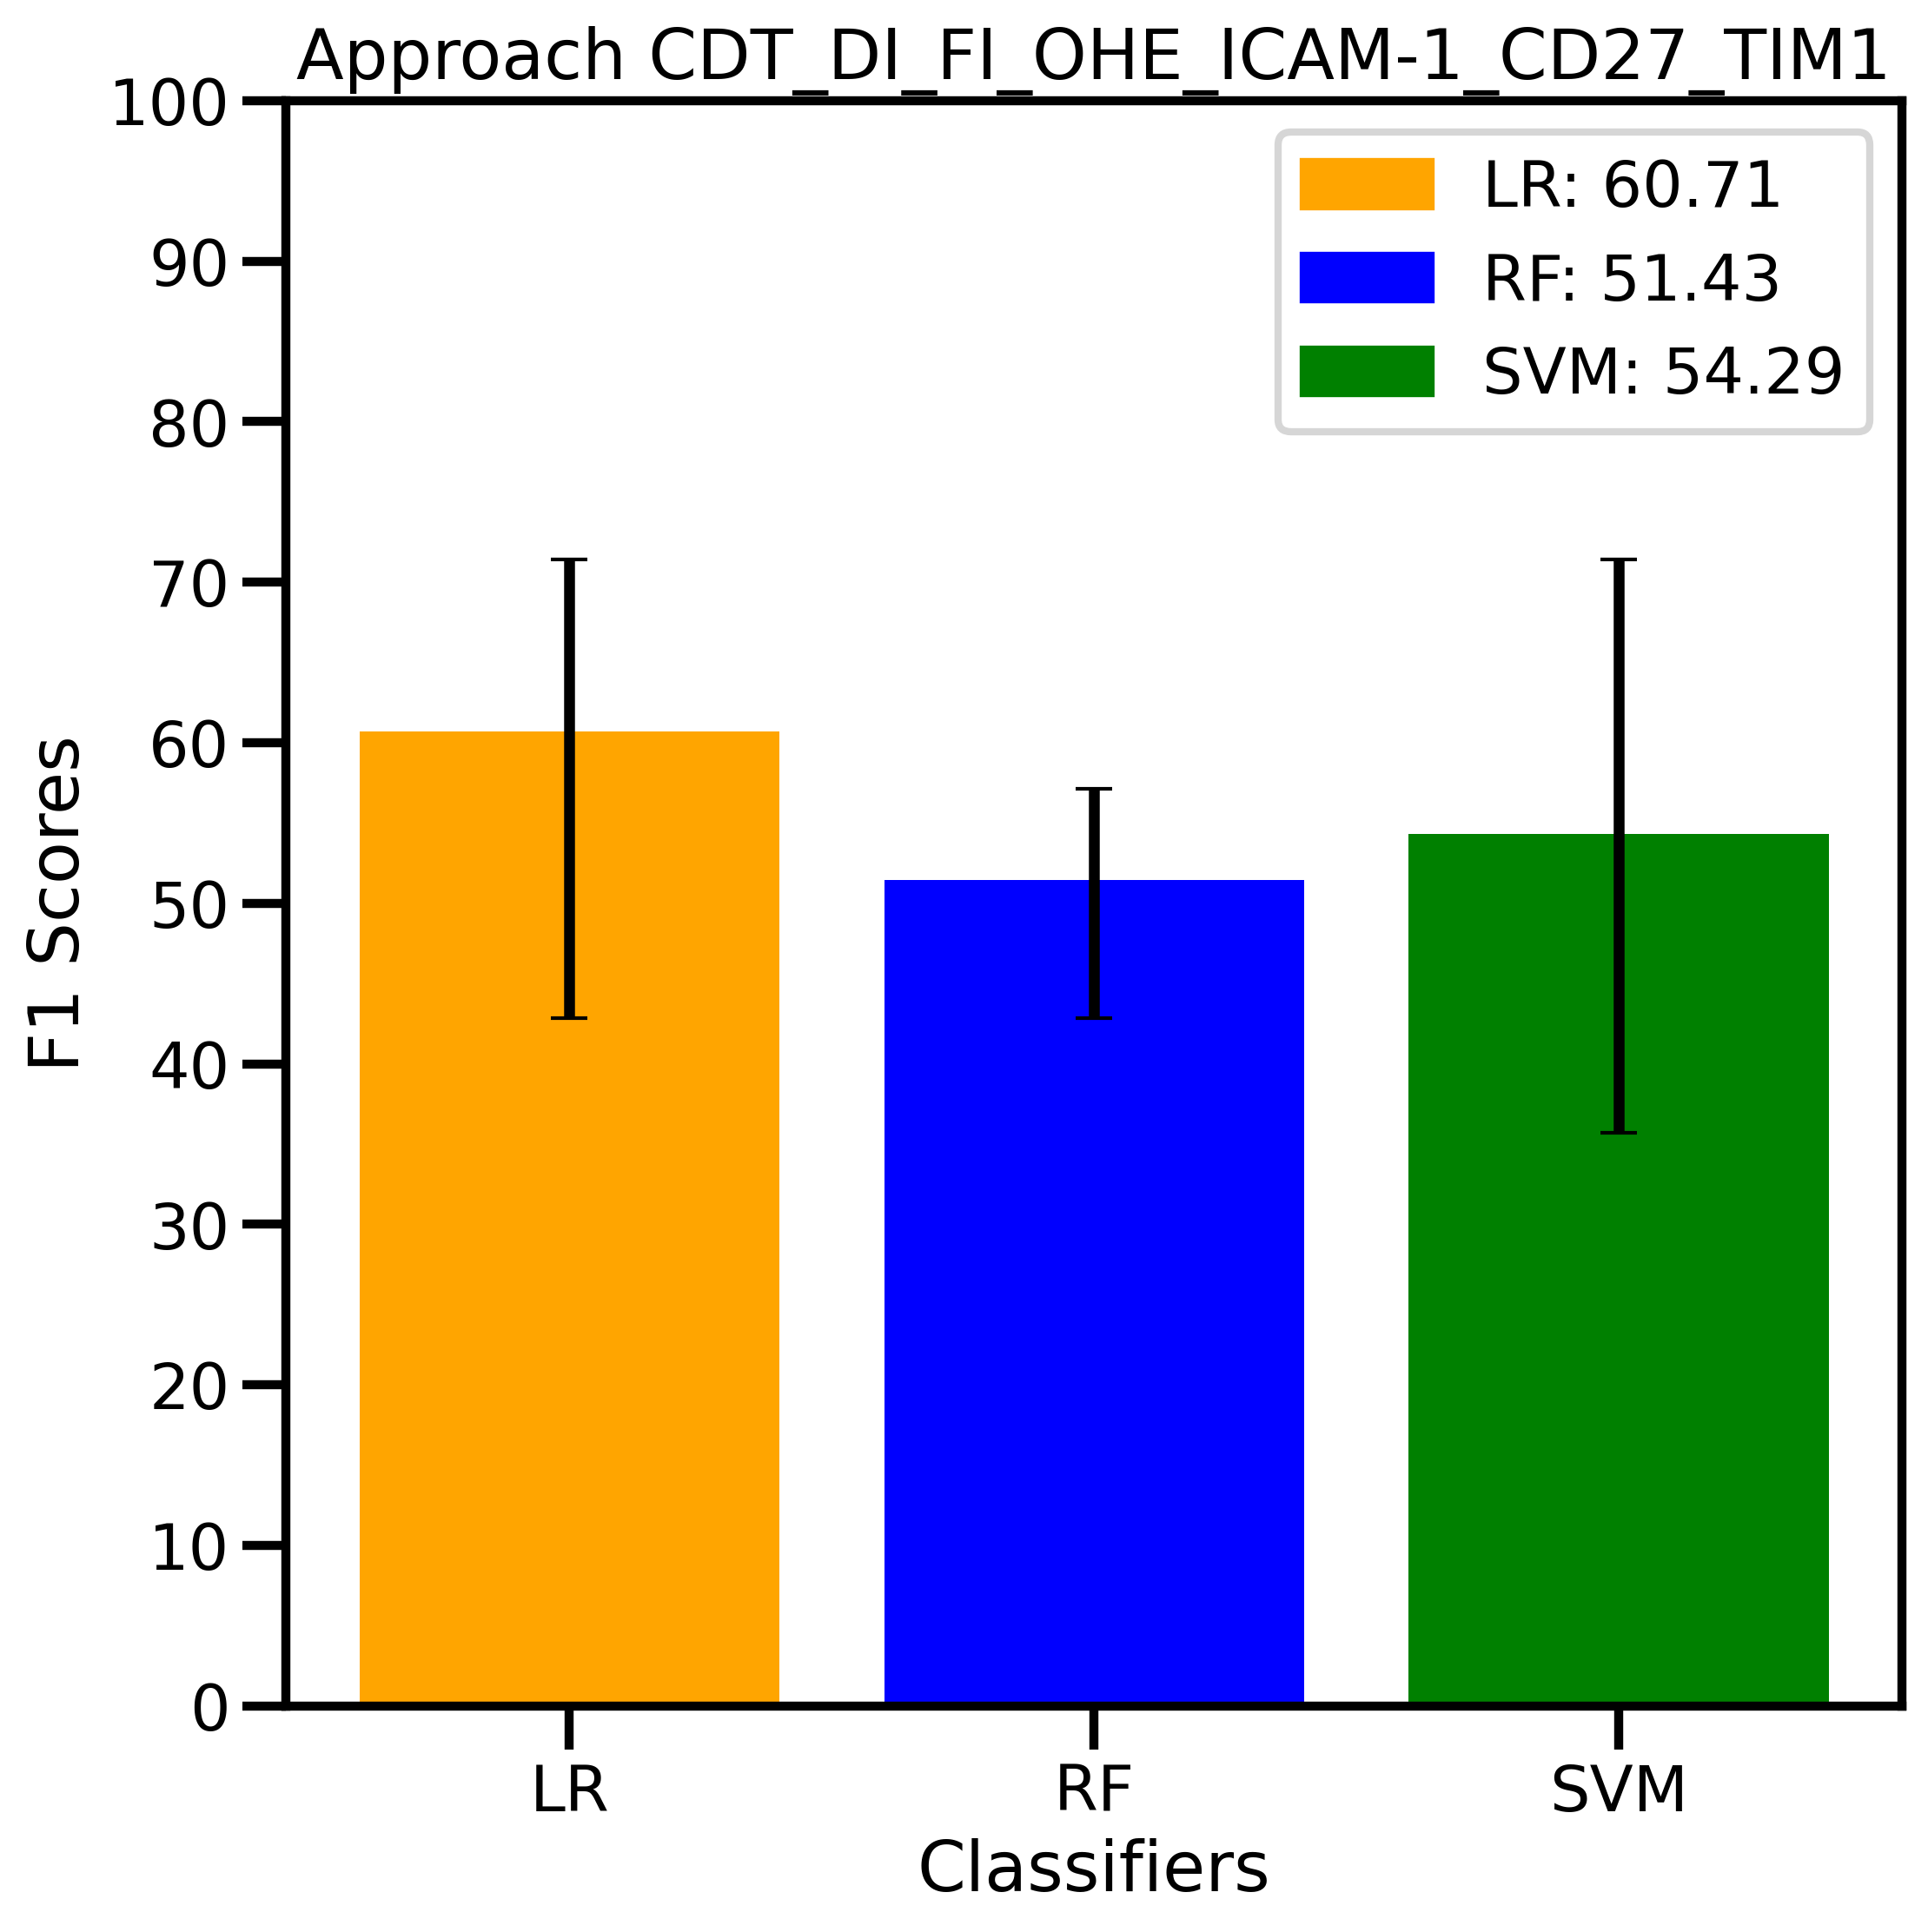 Approach CDT_DI_FI_OHE_ICAM-1_CD27_TIM1
LR: 60.71
RF: 51.43
SVM: 54.29
F1 Scores
100
90
80
70
60
50
40
30
20
10
0
LR RF SVM
Classifiers